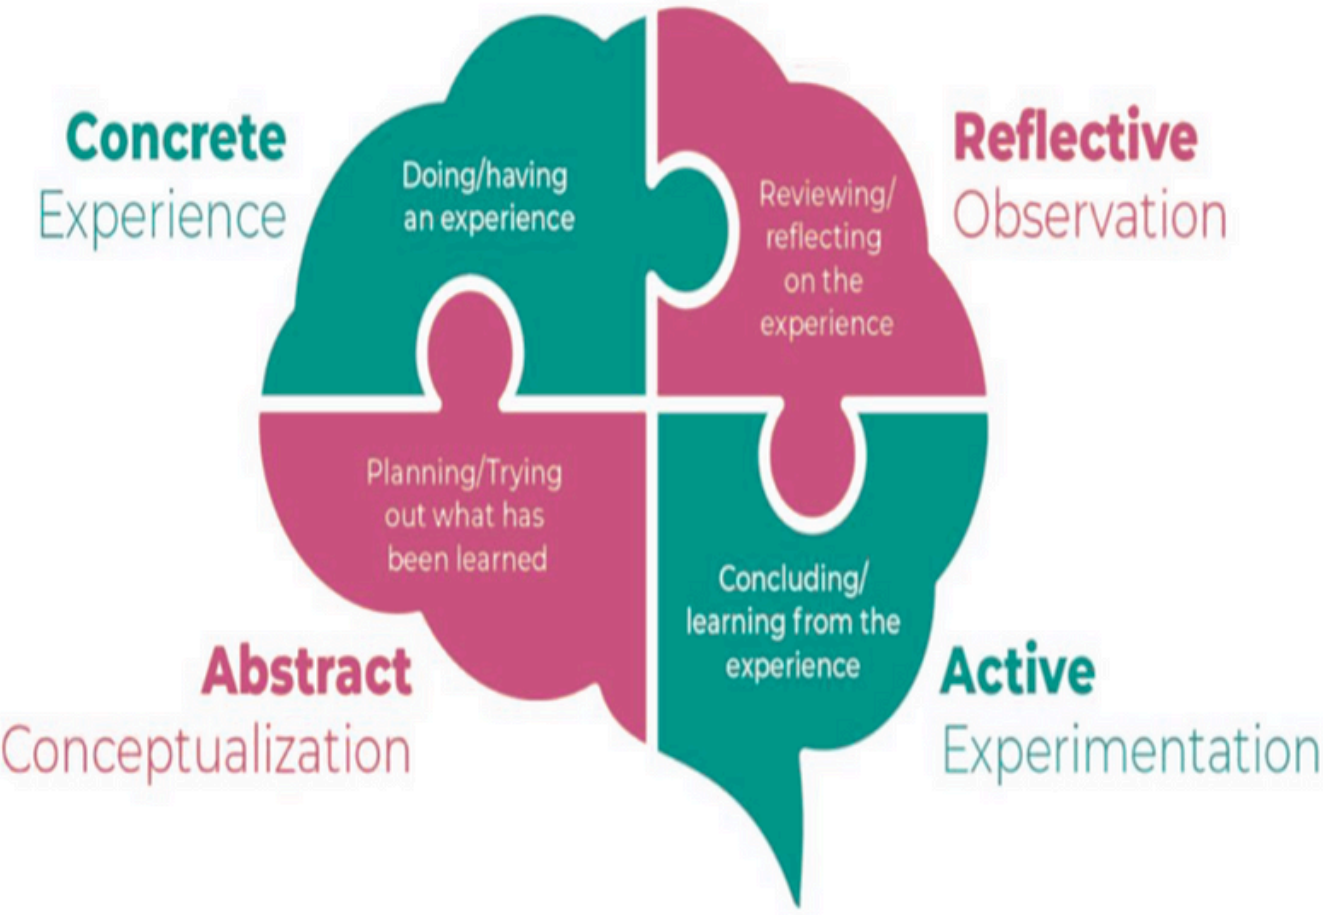 Concrete
Experience
Doing/having
an experience
Reviewing/
reflecting
on the
experience
Reflective
Observation
Planning/Trying
out what has
been learned
Abstract
Conceptualization
Concluding/
learning from the
experience
Active
Experimentation